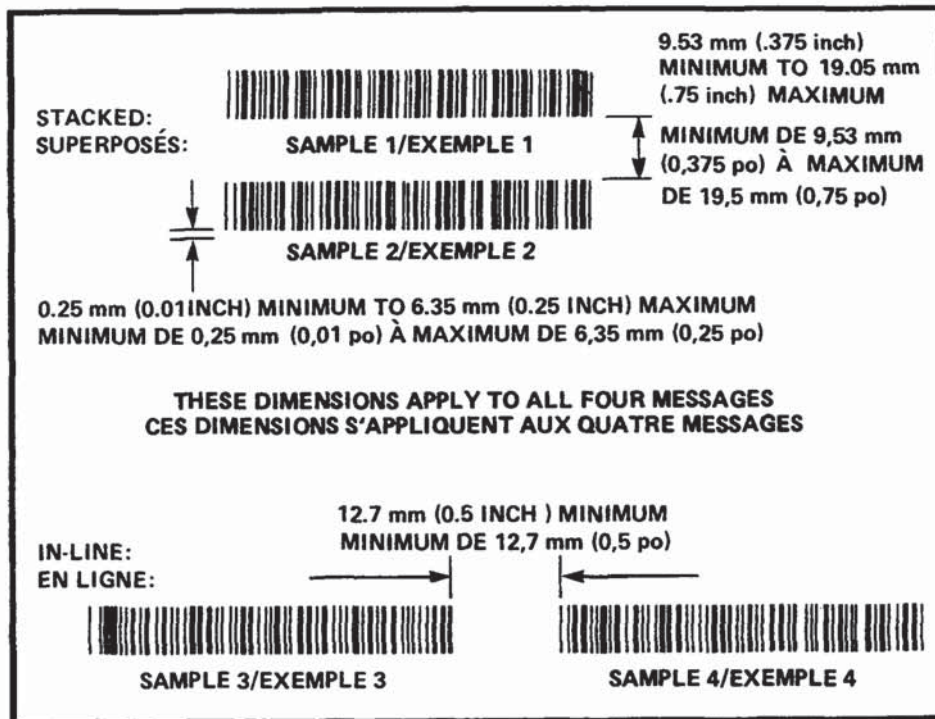 9.53 mm (.375 inch)
MINIMUM TO 19.05 mm
(.75 inch) MAXIMUM
STACKED:
SUPERPOSÉS:
SAMPLE 1/EXEMPLE 1
MINIMUM DE 9,53 mm
(0,375 po) À MAXIMUM
DE 19,5 mm (0,75 po)
SAMPLE 2/EXEMPLE 2
0.25 mm (0.01INCH) MINIMUM TO 6.35 mm (0.25 INCH) MAXIMUM
MINIMUM DE 0,25 mm (0,01 po) À MAXIMUM DE 6,35 mm (0,25 po)
THESE DIMENSIONS APPLY TO ALL FOUR MESSAGES
CES DIMENSIONS S'APPLIQUENT AUX QUATRE MESSAGES
12.7 mm (0.5 INCH ) MINIMUM
MINIMUM DE 12,7 mm (0,5 po)
IN-LINE:
EN LIGNE:
SAMPLE 3/EXEMPLE 3
SAMPLE 4/EXEMPLE 4